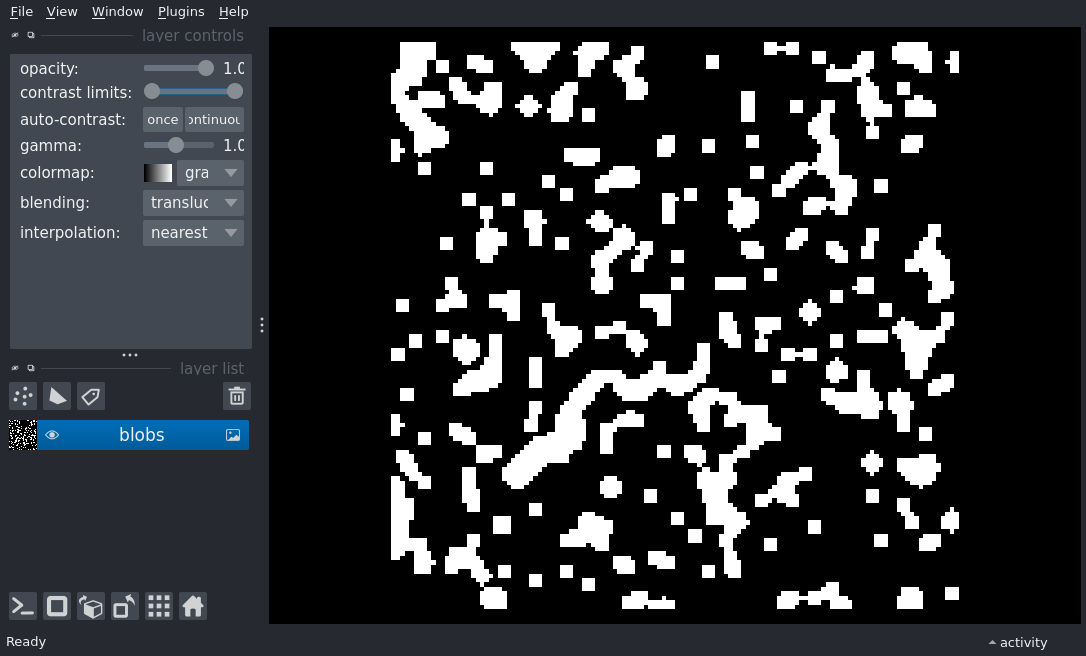 File View Window Plugins Help
layer controls
opacity: 1.0
contrast limits:
auto-contrast: once ontinuou
gamma: 1.0
colormap: gra
blending: transluc
interpolation: nearest
layer list
blobs
Ready
activity